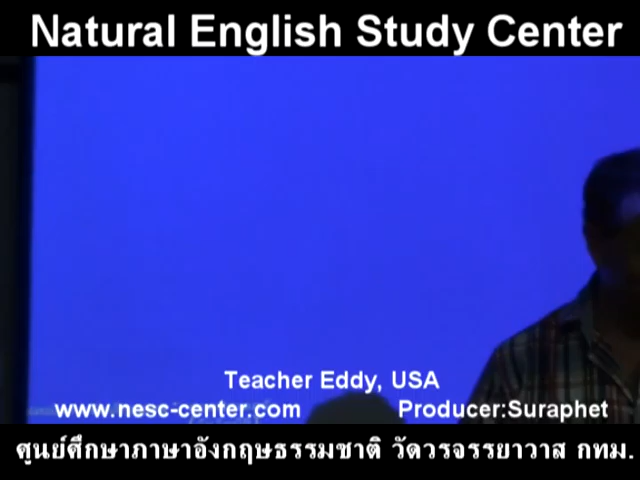 Natural English Study Center
Teacher Eddy, USA
www.nesc-center.com Producer:Suraphet
ศูนย์ศึกษาภาษาอังกฤษธรรมชาติ วัดวรจรรยาวาส กทม.